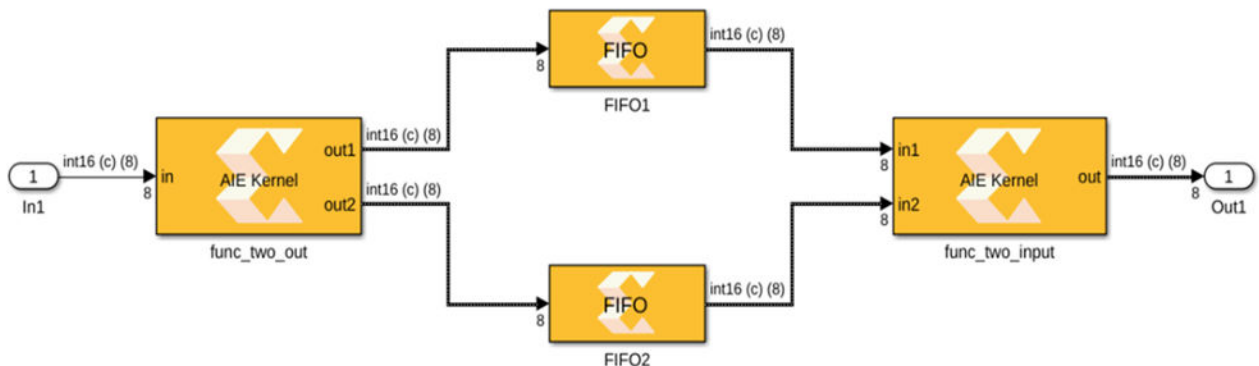 1
In1
int16 (c) (8)
8
in
AIE Kernel
out1
out2
func_two_out
int16 (c) (8)
int16 (c) (8)
8
FIFO
FIFO1
int16 (c) (8)
8
FIFO
FIFO2
int16 (c) (8)
8
8
in1
in2
AIE Kernel
out
func_two_input
int16 (c) (8)
8
1
Out1